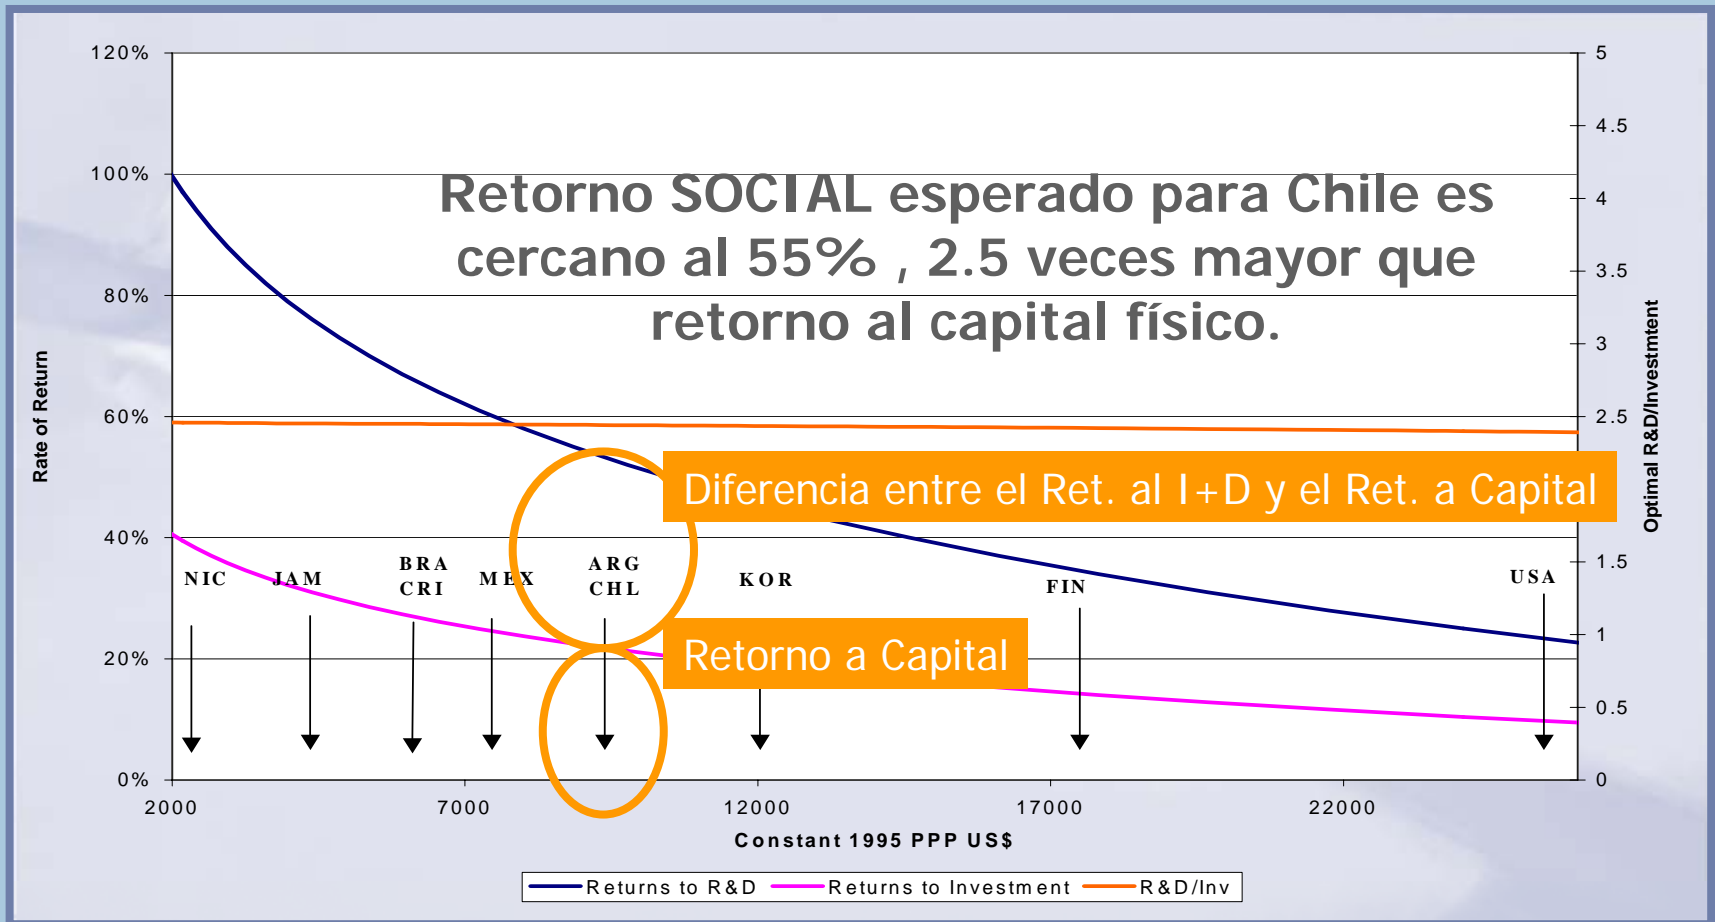 Retorno SOCIAL esperado para Chile es
cercano al 55% , 2.5 veces mayor que
retorno al capital físico.
120%
100%
80%
60%
40%
20%
0%
Rate of Return
5
4.5
4
3.5
3
2.5
1.5
1
0.5
0
Optimal R&D/Investmtent
Diferencia entre el Ret. al I+D y el Ret. a Capital
Retorno a Capital
NIC
JAM
BRA
CRI
MEX
ARG
CHL
KOR
FIN
USA
2000
7000
12000
17000
22000
Constant 1995 PPP US$
Returns to R&D
Returns to Investment
R&D/Inv